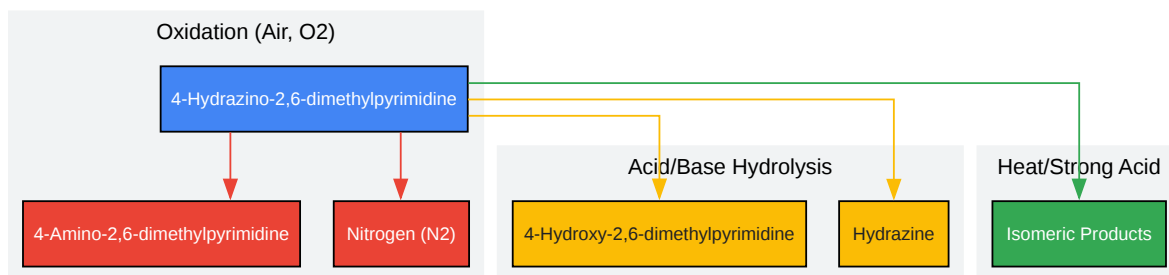 Oxidation (Air, O2)
4-Hydrazino-2,6-dimethylpyrimidine
Acid/Base Hydrolysis
Heat/Strong Acid
4-Amino-2,6-dimethylpyrimidine
Nitrogen (N2)
4-Hydroxy-2,6-dimethylpyrimidine
Hydrazine
Isomeric Products